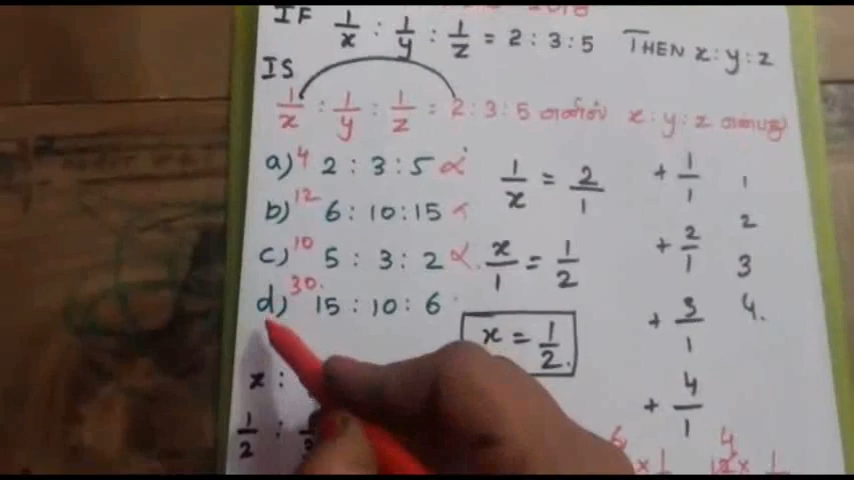 IF 1/x : 1/y : 1/z = 2 : 3 : 5 THEN x : y : z
IS
1/x : 1/y : 1/z = 2 : 3 : 5 எனில் x : y : z என்பது
a) 4 2 : 3 : 5
b) 12 6 : 10 : 15
c) 10 5 : 3 : 2
d) 30. 15 : 10 : 6
1/x = 2/1
x/1 = 1/2
x = 1/2.
+ 1/1 1
+ 2/1 2
+ 3/1 3
+ 4/1 4.
x :
1/2 :